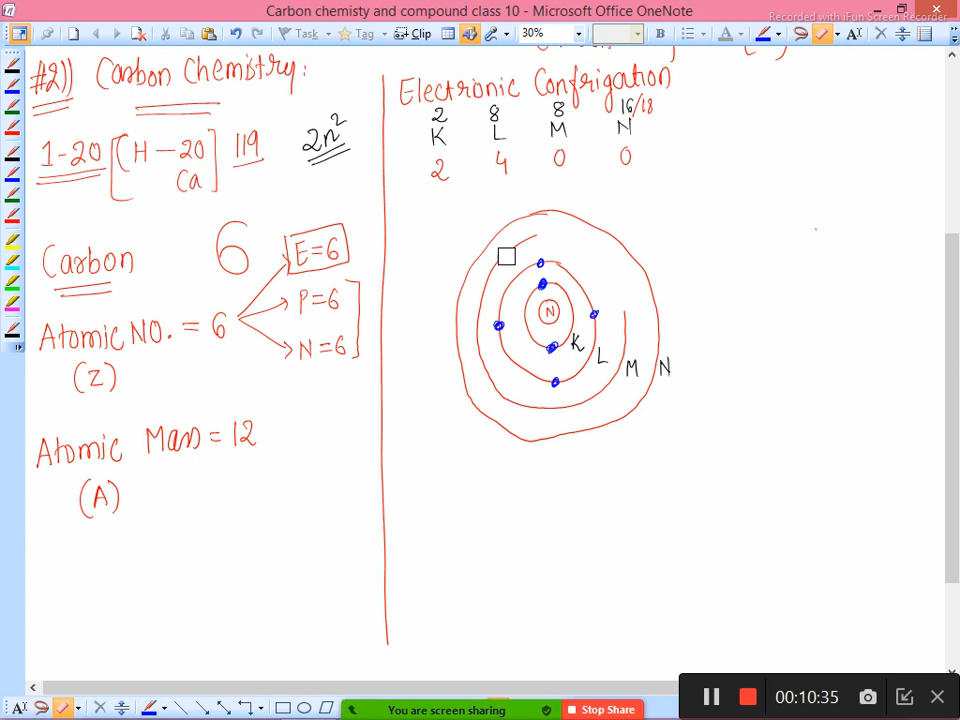 Carbon chemisty and compound class 10 - Microsoft Office OneNote
Recorded with iFun Screen Recorder
Task Tag Clip 30% B A
#2)) Carbon Chemistry:
1-20 [H - 20 Ca] 119 2n²
Electronic Confrigation
2 8 8 16/18
K L M N
2 4 0 0
Carbon 6
E=6
P=6
N=6
Atomic NO. = 6
(Z)
Atomic Mass = 12
(A)
N
K L M N
00:10:35
You are screen sharing
Stop Share